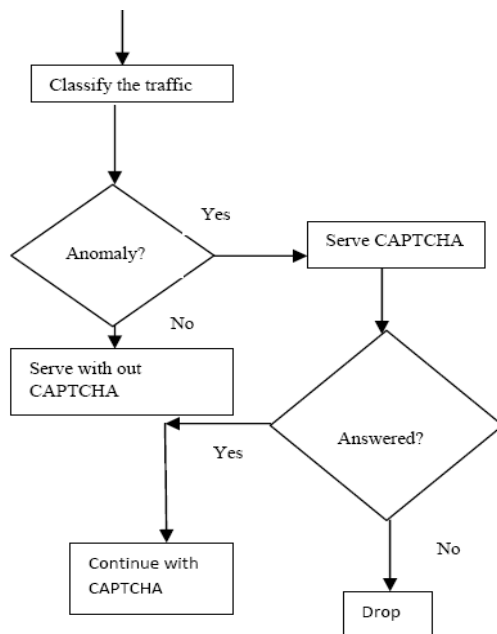 Classify the traffic
Yes
Anomaly?
Serve CAPTCHA
No
Serve with out
CAPTCHA
Answered?
Yes
No
Continue with
CAPTCHA
Drop